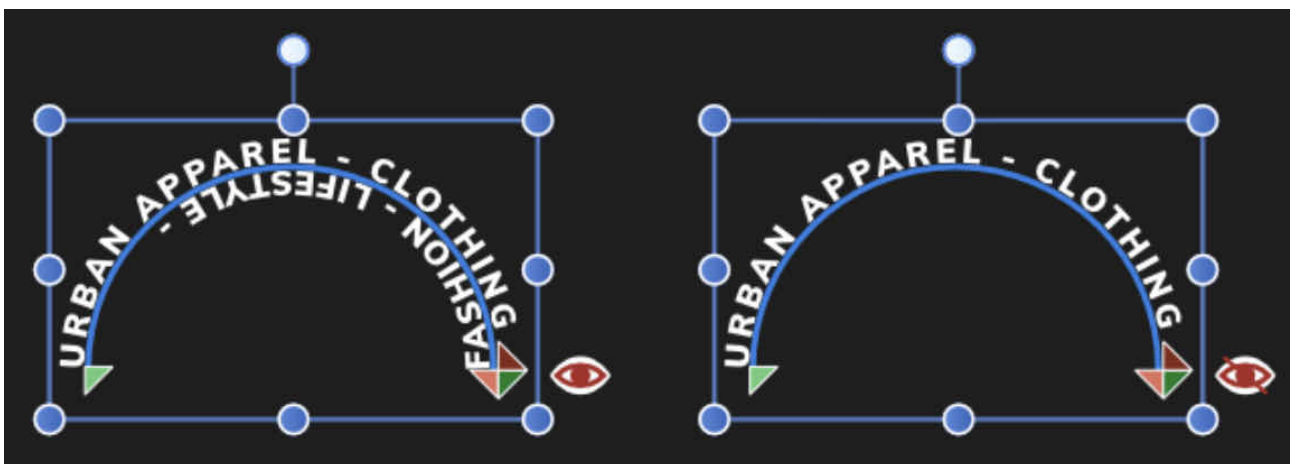 URBAN APPAREL - CLOTHING
FASHION - LIFESTYLE -
URBAN APPAREL - CLOTHING